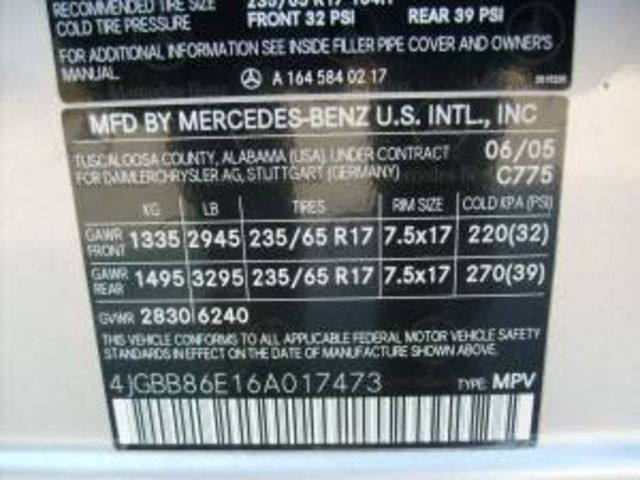 RECOMMENDED TIRE SIZE 235/65 R17 104H
COLD TIRE PSI FRONT 32 PSI REAR 39 PSI
FOR ADDITIONAL INFORMATION SEE INSIDE FILLER PIPE COVER AND OWNER'S
MANUAL.
A 164 584 02 17
MFD BY MERCEDES-BENZ U.S. INTL., INC
TUSCALOOSA COUNTY, ALABAMA (USA), UNDER CONTRACT 06/05
FOR DAIMLERCHRYSLER AG, STUTTGART (GERMANY) C775
KG LB TIRES RIM SIZE COLD KPA (PSI)
GAWR FRONT 1335 2945 235/65 R17 7.5x17 220(32)
GAWR REAR 1495 3295 235/65 R17 7.5x17 270(39)
GVWR 2830 6240
THIS VEHICLE CONFORMS TO ALL APPLICABLE FEDERAL MOTOR VEHICLE SAFETY
STANDARDS IN EFFECT ON THE DATE OF MANUFACTURE SHOWN ABOVE.
4JGBB86E16A017473 TYPE: MPV